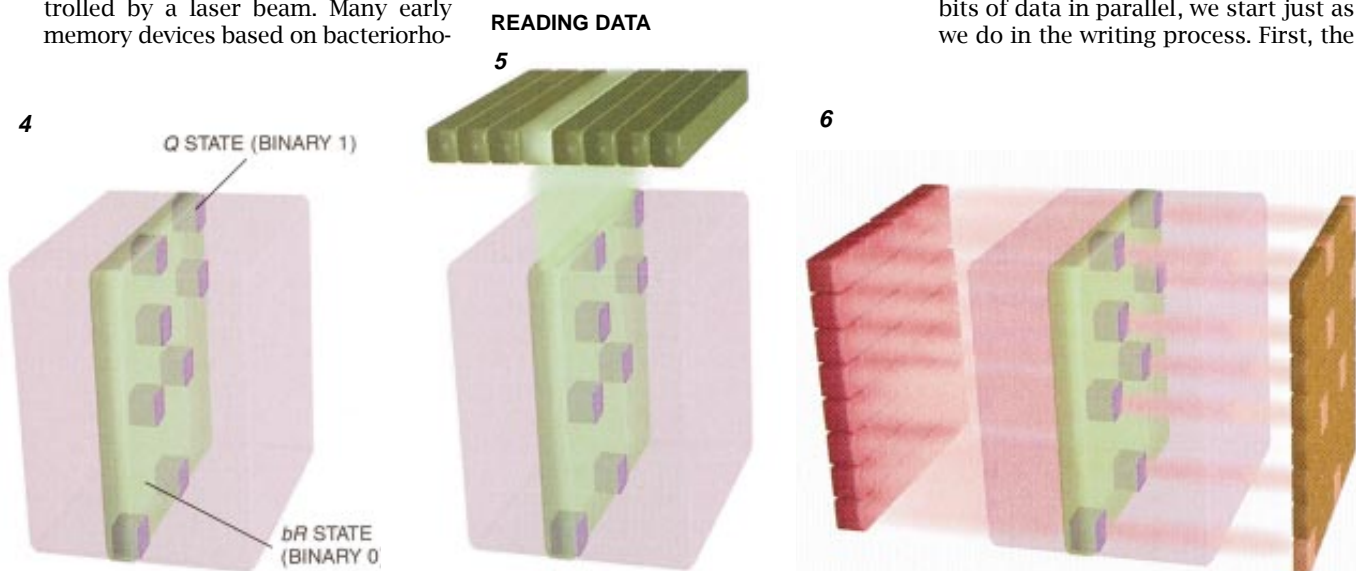 trolled by a laser beam. Many early
memory devices based on bacteriorho-
READING DATA
bits of data in parallel, we start just as
we do in the writing process. First, the
4
Q STATE (BINARY 1)
bR STATE
(BINARY 0)
5
6